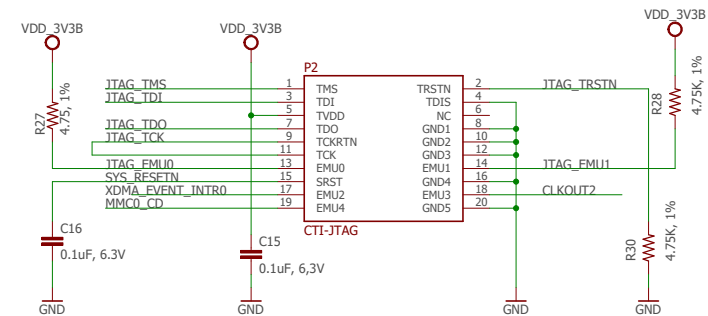 VDD_3V3B
VDD_3V3B
VDD_3V3B
P2
JTAG_TMS 1 TMS TRSTN 2 JTAG_TRSTN
JTAG_TDI 3 TDI TDIS 4
5 TVDD NC 6
JTAG_TDO 7 TDO GND1 8
JTAG_TCK 9 TCKRTN GND2 10
11 TCK GND3 12
JTAG_EMU0 13 EMU0 EMU1 14 JTAG_EMU1
SYS_RESETN 15 SRST GND4 16
XDMA_EVENT_INTR0 17 EMU2 EMU3 18 CLKOUT2
MMC0_CD 19 EMU4 GND5 20
CTI-JTAG
R27
4.75, 1%
R28
4.75K, 1%
C16
0.1uF, 6.3V
C15
0.1uF, 6,3V
R30
4.75K, 1%
GND
GND
GND
GND